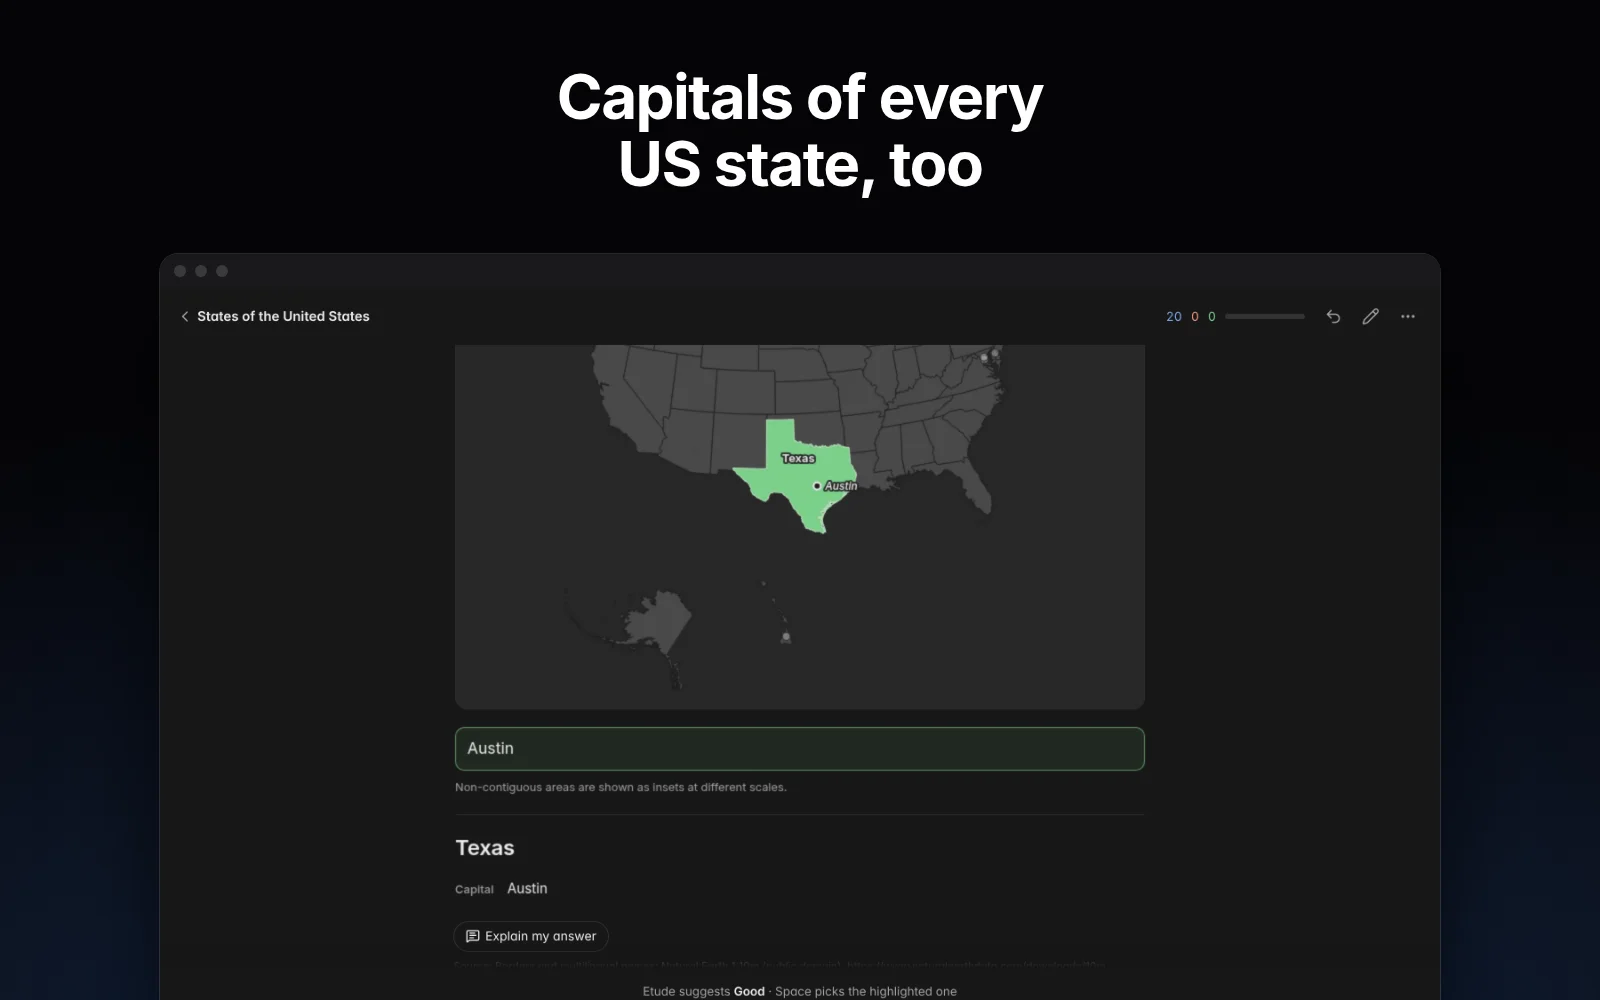 Capitals of every
US state, too
States of the United States
20 0 0
Texas
Austin
Austin
Non-contiguous areas are shown as insets at different scales.
Texas
Capital Austin
Explain my answer
Etude suggests Good · Space picks the highlighted one